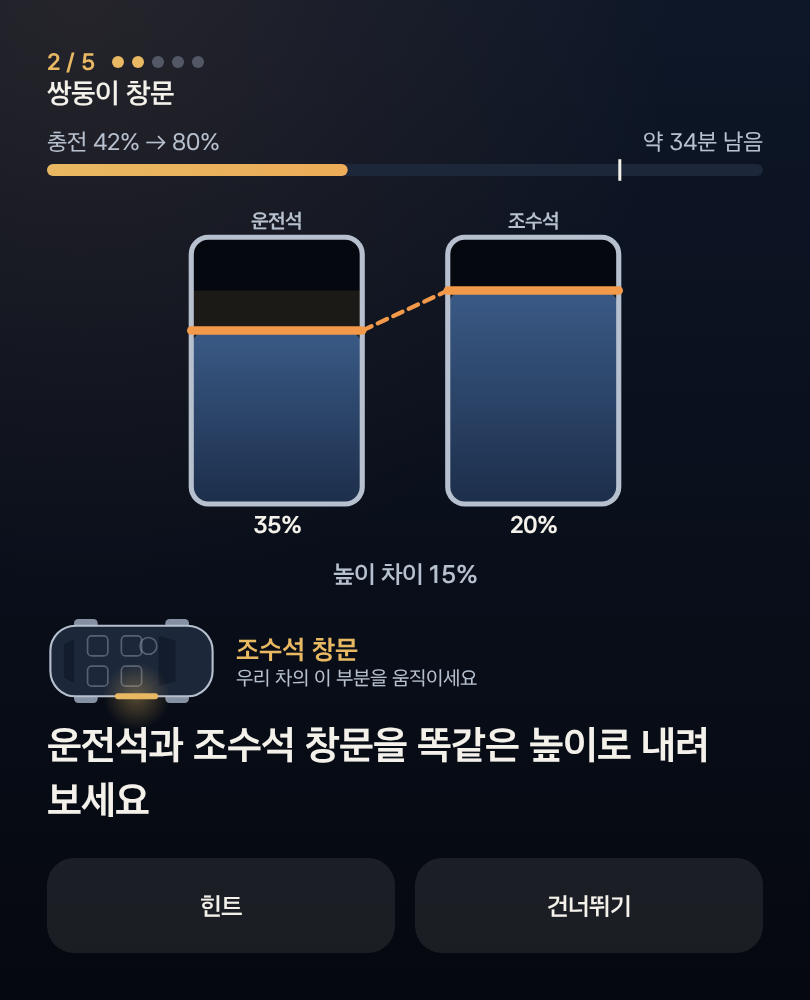 2 / 5
쌍둥이 창문
충전 42% → 80%
약 34분 남음
운전석
조수석
35%
20%
높이 차이 15%
조수석 창문
우리 차의 이 부분을 움직이세요
운전석과 조수석 창문을 똑같은 높이로 내려
보세요
힌트
건너뛰기